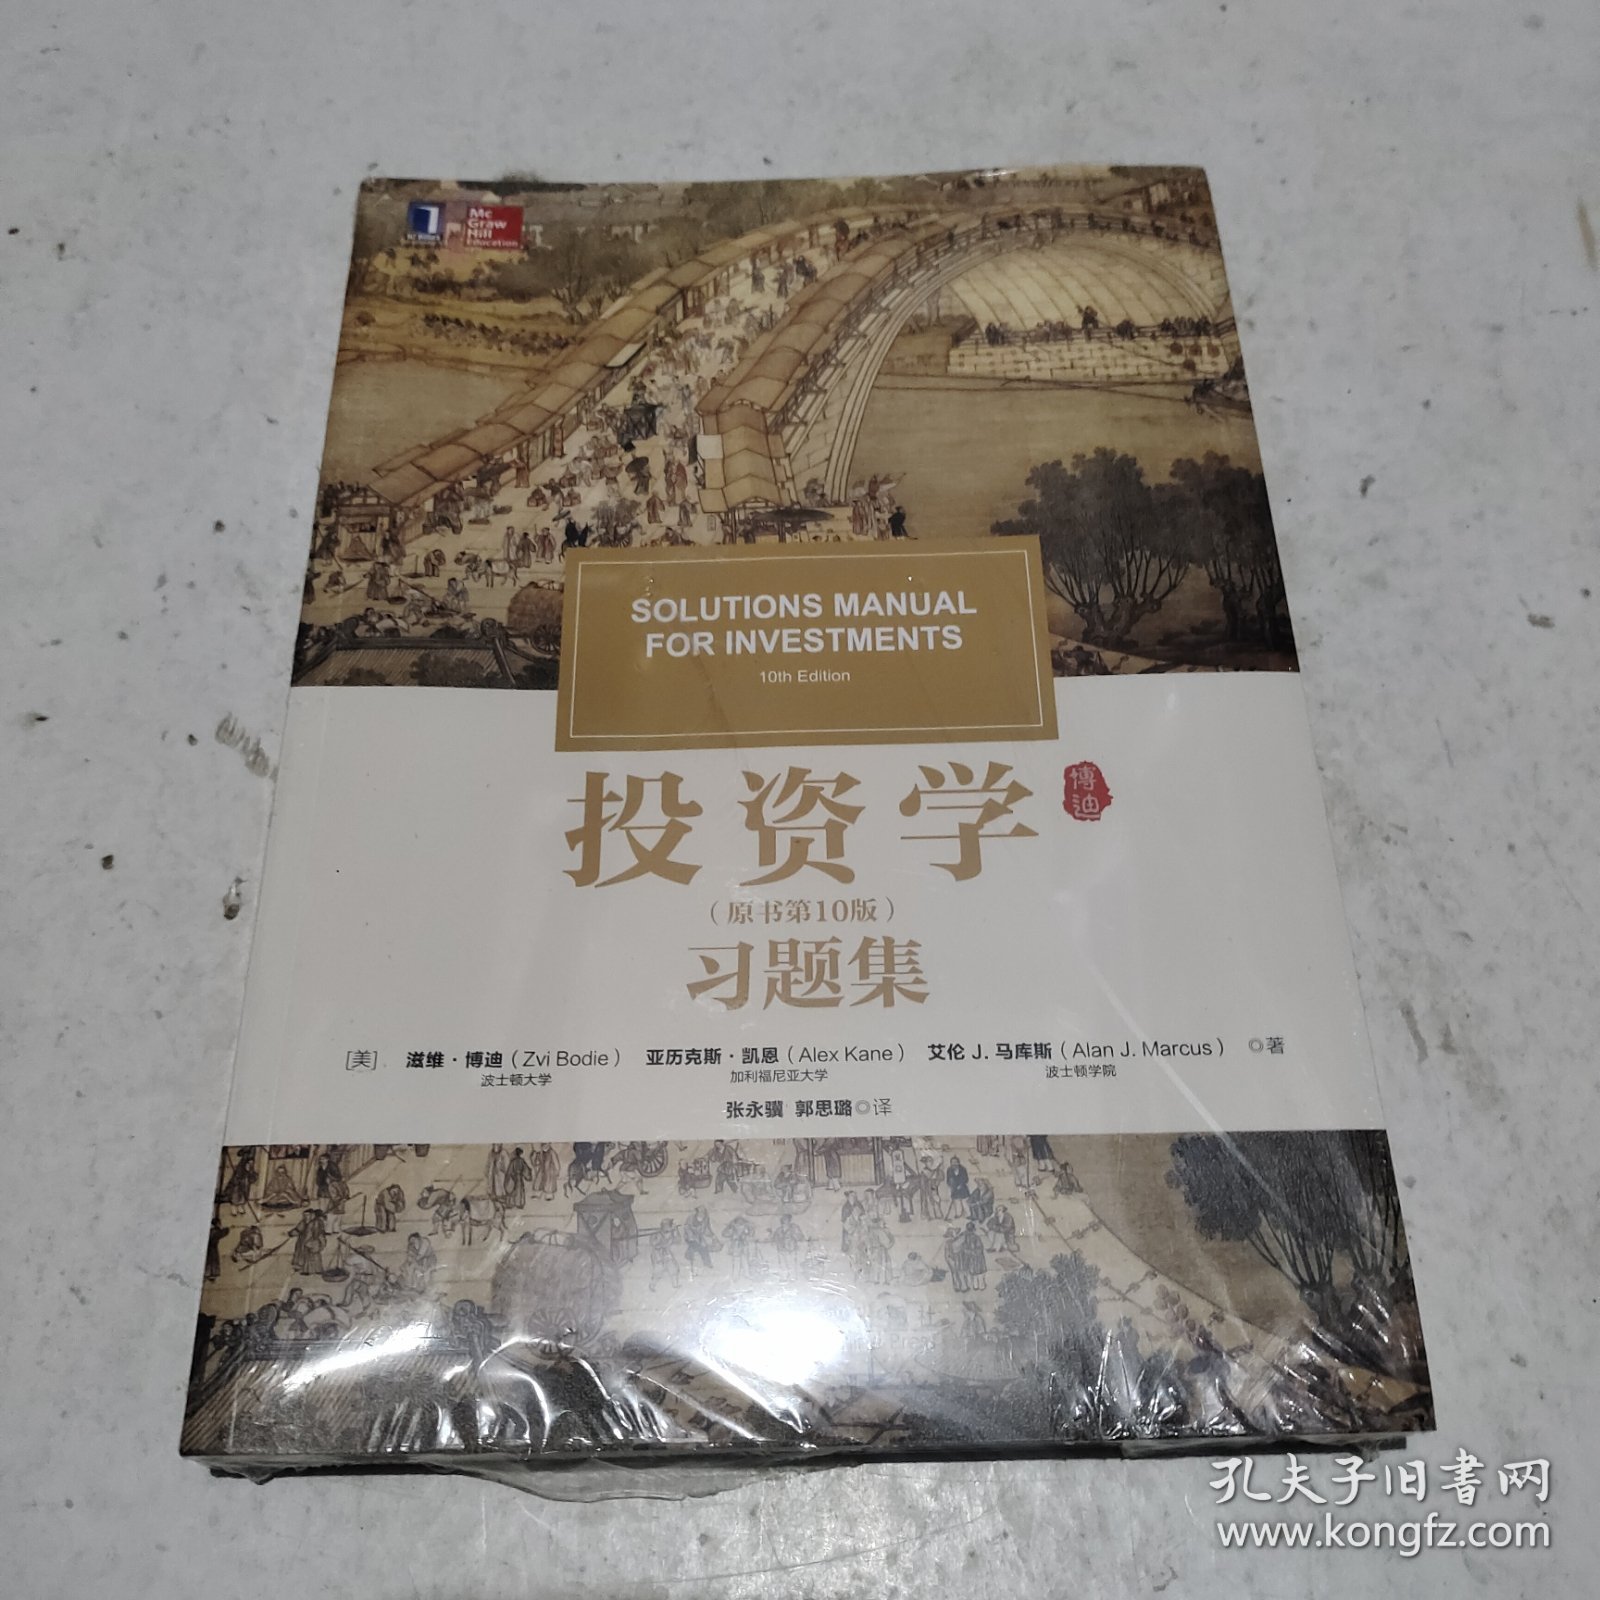 Mc
Graw
Hill
Education
SOLUTIONS MANUAL
FOR INVESTMENTS
10th Edition
投资学
博迪
（原书第10版）
习题集
[美] 滋维·博迪（Zvi Bodie） 亚历克斯·凯恩（Alex Kane） 艾伦 J. 马库斯（Alan J. Marcus） ◎著
波士顿大学 加利福尼亚大学 波士顿学院
张永骥 郭思璐◎译
孔夫子旧书网
www.kongfz.com